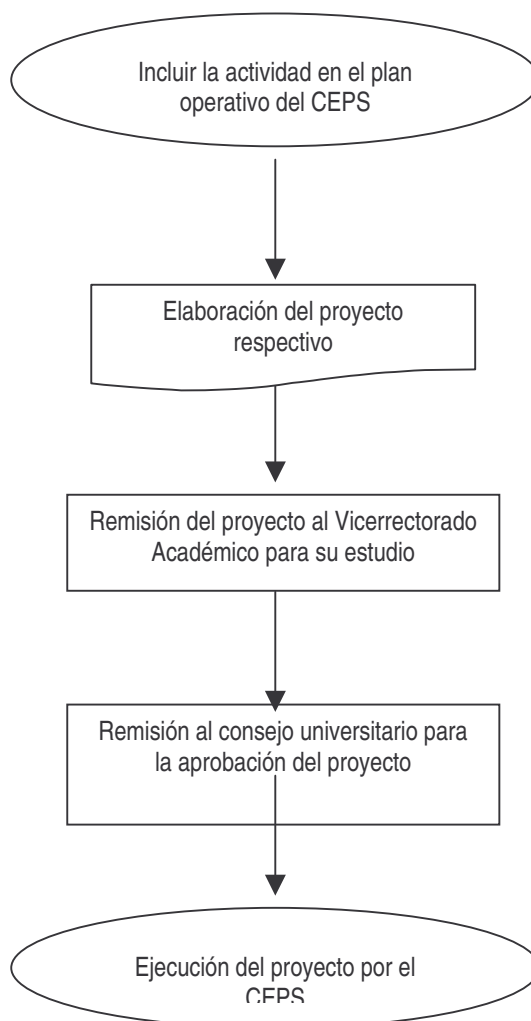 Incluir la actividad en el plan
operativo del CEPS
Elaboración del proyecto
respectivo
Remisión del proyecto al Vicerrectorado
Académico para su estudio
Remisión al consejo universitario para
la aprobación del proyecto
Ejecución del proyecto por el
CEPS